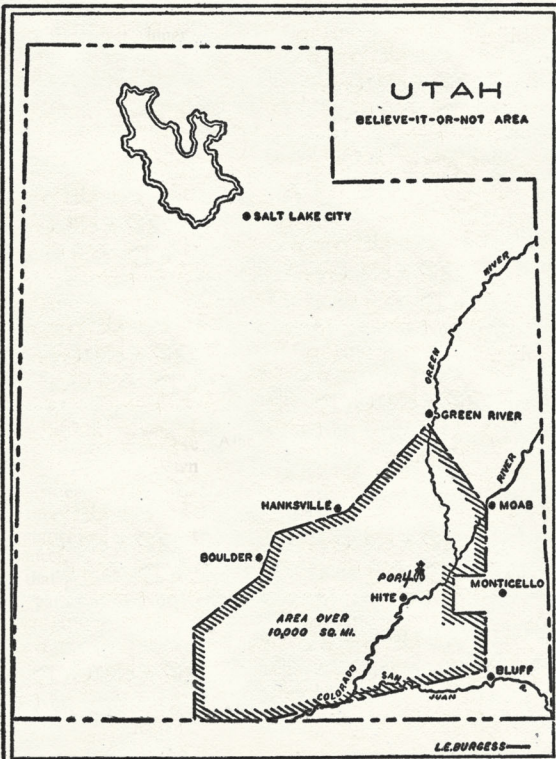 UTAH
BELIEVE-IT-OR-NOT AREA
SALT LAKE CITY
RIVER
GREEN
GREEN RIVER
RIVER
HANKSVILLE
MOAB
BOULDER
MONTICELLO
HITE
AREA OVER
10,000 SQ. MI.
COLORADO
SAN
JUAN
R.
BLUFF
L.E.BURGESS